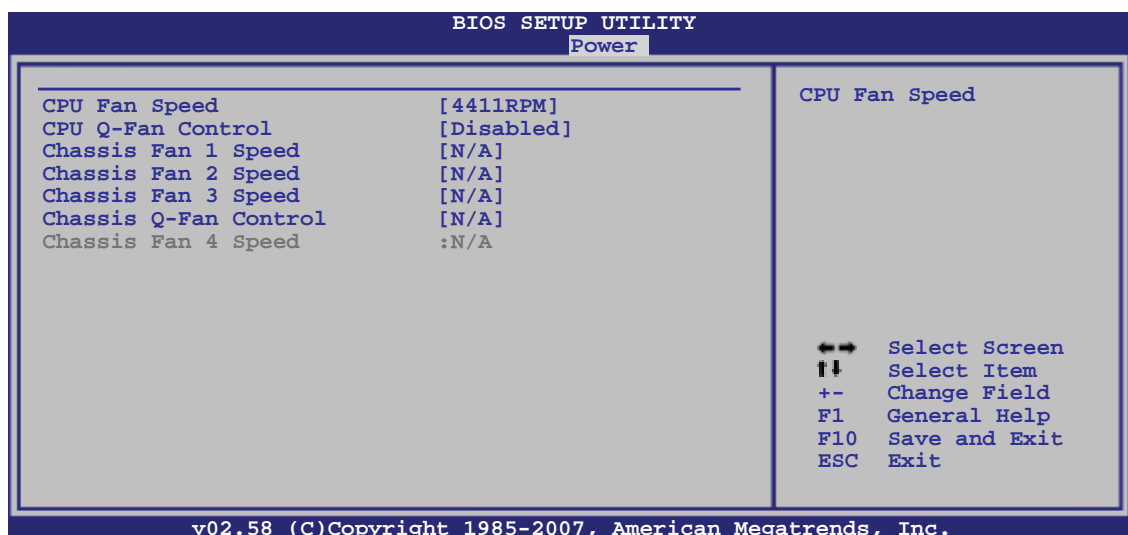 BIOS SETUP UTILITY
Power
CPU Fan Speed [4411RPM]
CPU Q-Fan Control [Disabled]
Chassis Fan 1 Speed [N/A]
Chassis Fan 2 Speed [N/A]
Chassis Fan 3 Speed [N/A]
Chassis Q-Fan Control [N/A]
Chassis Fan 4 Speed :N/A
CPU Fan Speed
←→ Select Screen
↑↓ Select Item
+- Change Field
F1 General Help
F10 Save and Exit
ESC Exit
v02.58 (C)Copyright 1985-2007, American Megatrends, Inc.